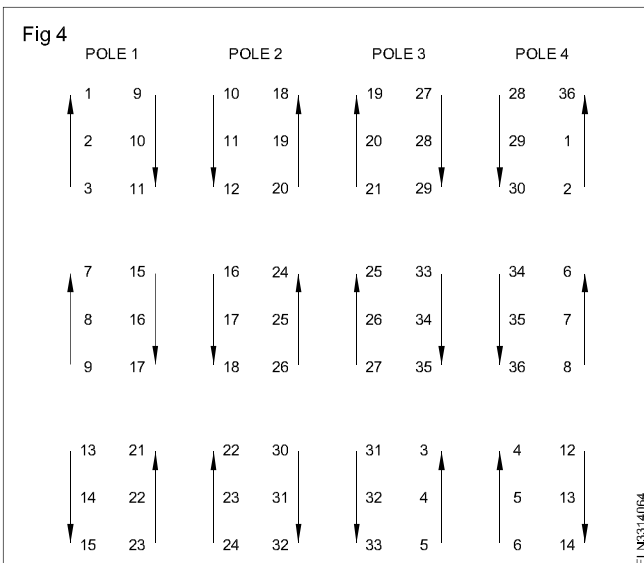 Fig 4
POLE 1 POLE 2 POLE 3 POLE 4
1 9 10 18 19 27 28 36
2 10 11 19 20 28 29 1
3 11 12 20 21 29 30 2
7 15 16 24 25 33 34 6
8 16 17 25 26 34 35 7
9 17 18 26 27 35 36 8
13 21 22 30 31 3 4 12
14 22 23 31 32 4 5 13
15 23 24 32 33 5 6 14
ELN3314064